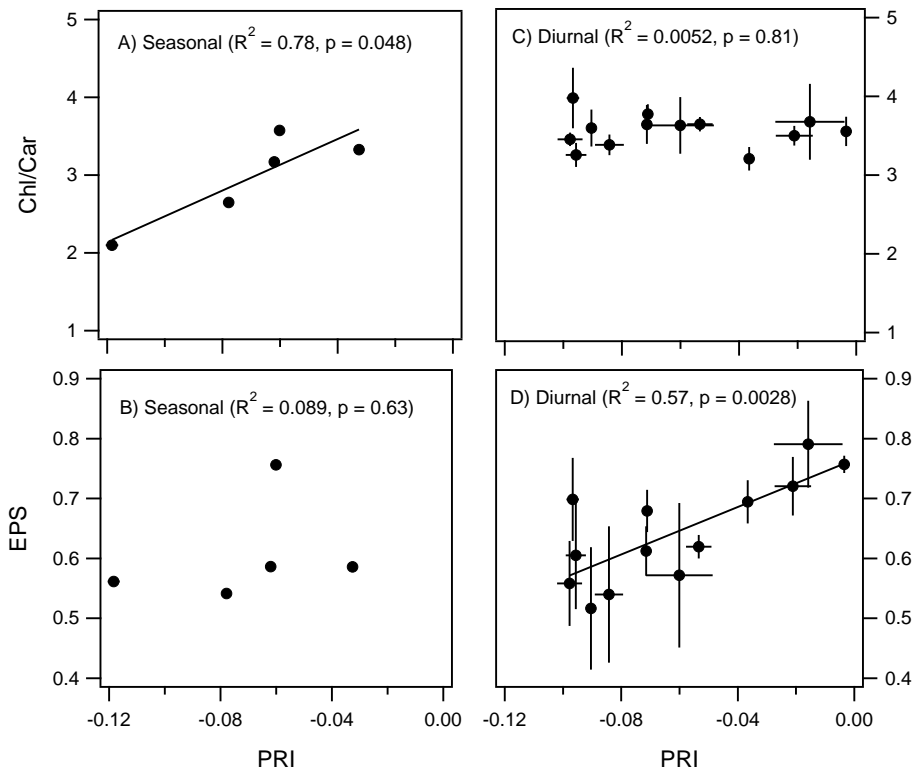 A) Seasonal (R² = 0.78, p = 0.048)
5
4
3
2
1
Chl/Car
C) Diurnal (R² = 0.0052, p = 0.81)
5
4
3
2
1
B) Seasonal (R² = 0.089, p = 0.63)
0.9
0.8
0.7
0.6
0.5
0.4
EPS
-0.12 -0.08 -0.04 0.00
PRI
D) Diurnal (R² = 0.57, p = 0.0028)
0.9
0.8
0.7
0.6
0.5
0.4
-0.12 -0.08 -0.04 0.00
PRI